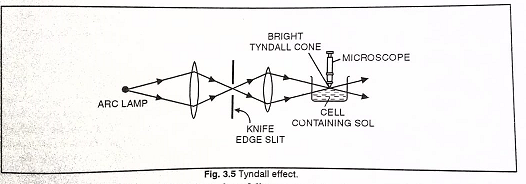 BRIGHT
TYNDALL CONE
MICROSCOPE
ARC LAMP
KNIFE
EDGE SLIT
CELL
CONTAINING SOL
Fig. 3.5 Tyndall effect.